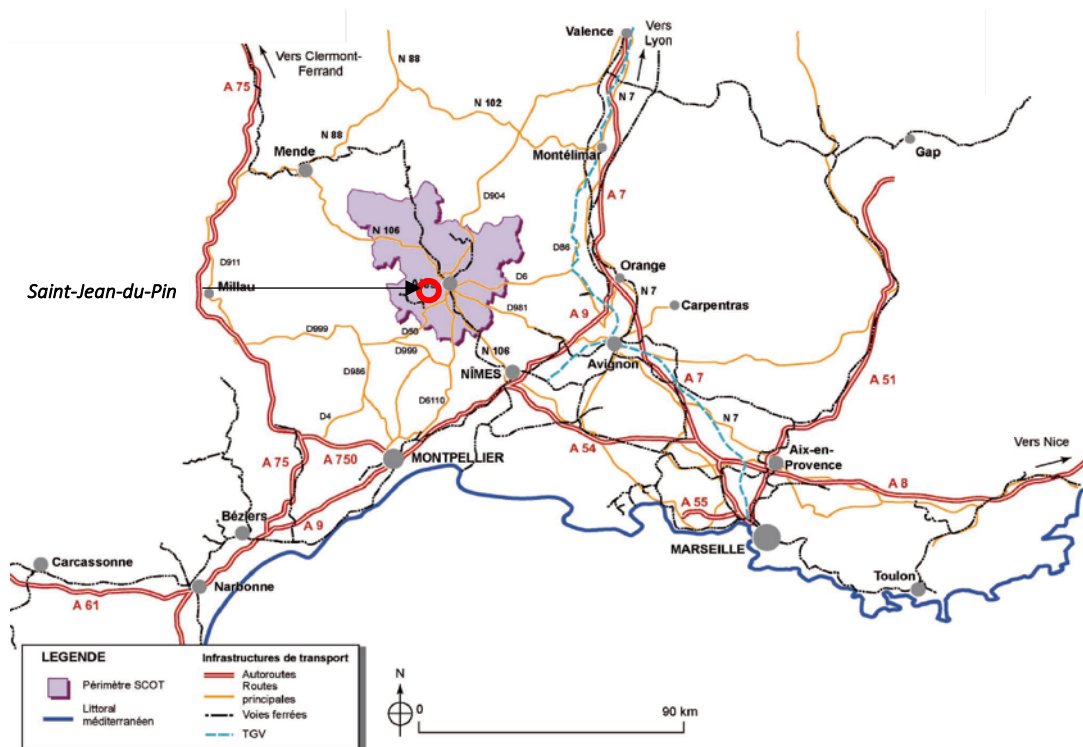 Valence
Vers
Lyon
Vers Clermont-
Ferrand
N 88
A 75
N 7
N 102
N 88
Mende
Montélimar
Gap
D904
A 7
N 106
D86
D911
Orange
D6
Saint-Jean-du-Pin
Millau
N 7
Carpentras
D981
A 9
D50
D999
D999
N 106
Avignon
NÎMES
A 7
A 51
D986
D6110
D4
N 7
Vers Nice
A 54
Aix-en-
Provence
MONTPELLIER
A 75
A 750
A 8
A 55
Béziers
A 9
MARSEILLE
Carcassonne
Narbonne
Toulon
A 61
LEGENDE
Périmètre SCOT
Littoral
méditerranéen
Infrastructures de transport
Autoroutes
Routes
principales
Voies ferrées
TGV
N
0
90 km